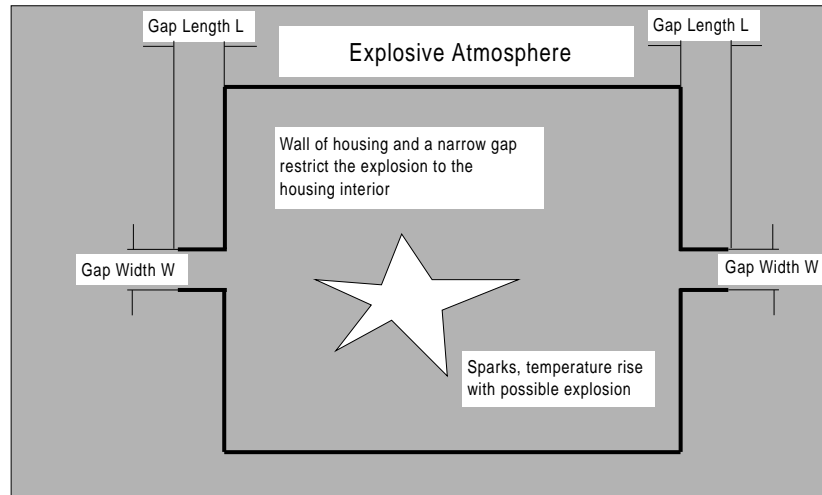 Gap Length L
Gap Length L
Explosive Atmosphere
Wall of housing and a narrow gap
restrict the explosion to the
housing interior
Gap Width W
Gap Width W
Sparks, temperature rise
with possible explosion